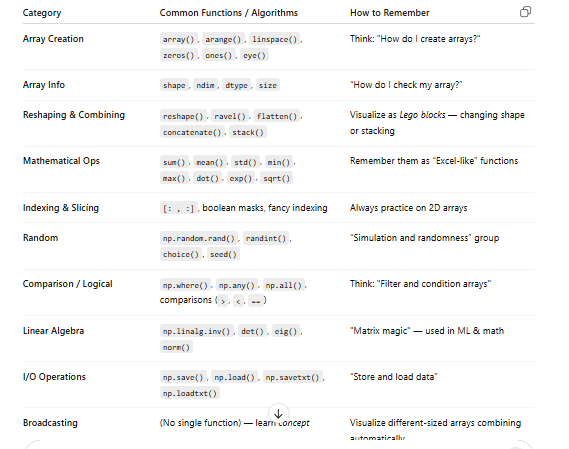 Category Common Functions / Algorithms How to Remember
Array Creation array(), arange(), linspace(), Think: "How do I create arrays?"
zeros(), ones(), eye()
Array Info shape, ndim, dtype, size "How do I check my array?"
Reshaping & Combining reshape(), ravel(), flatten(), Visualize as Lego blocks — changing shape
concatenate(), stack() or stacking
Mathematical Ops sum(), mean(), std(), min(), Remember them as "Excel-like" functions
max(), dot(), exp(), sqrt()
Indexing & Slicing [: , :], boolean masks, fancy indexing Always practice on 2D arrays
Random np.random.rand(), randint(), "Simulation and randomness" group
choice(), seed()
Comparison / Logical np.where(), np.any(), np.all(), Think: "Filter and condition arrays"
comparisons (>, <, ==)
Linear Algebra np.linalg.inv(), det(), eig(), "Matrix magic" — used in ML & math
norm()
I/O Operations np.save(), np.load(), np.savetxt(), "Store and load data"
np.loadtxt()
Broadcasting (No single function) — learn concept Visualize different-sized arrays combining
automatically